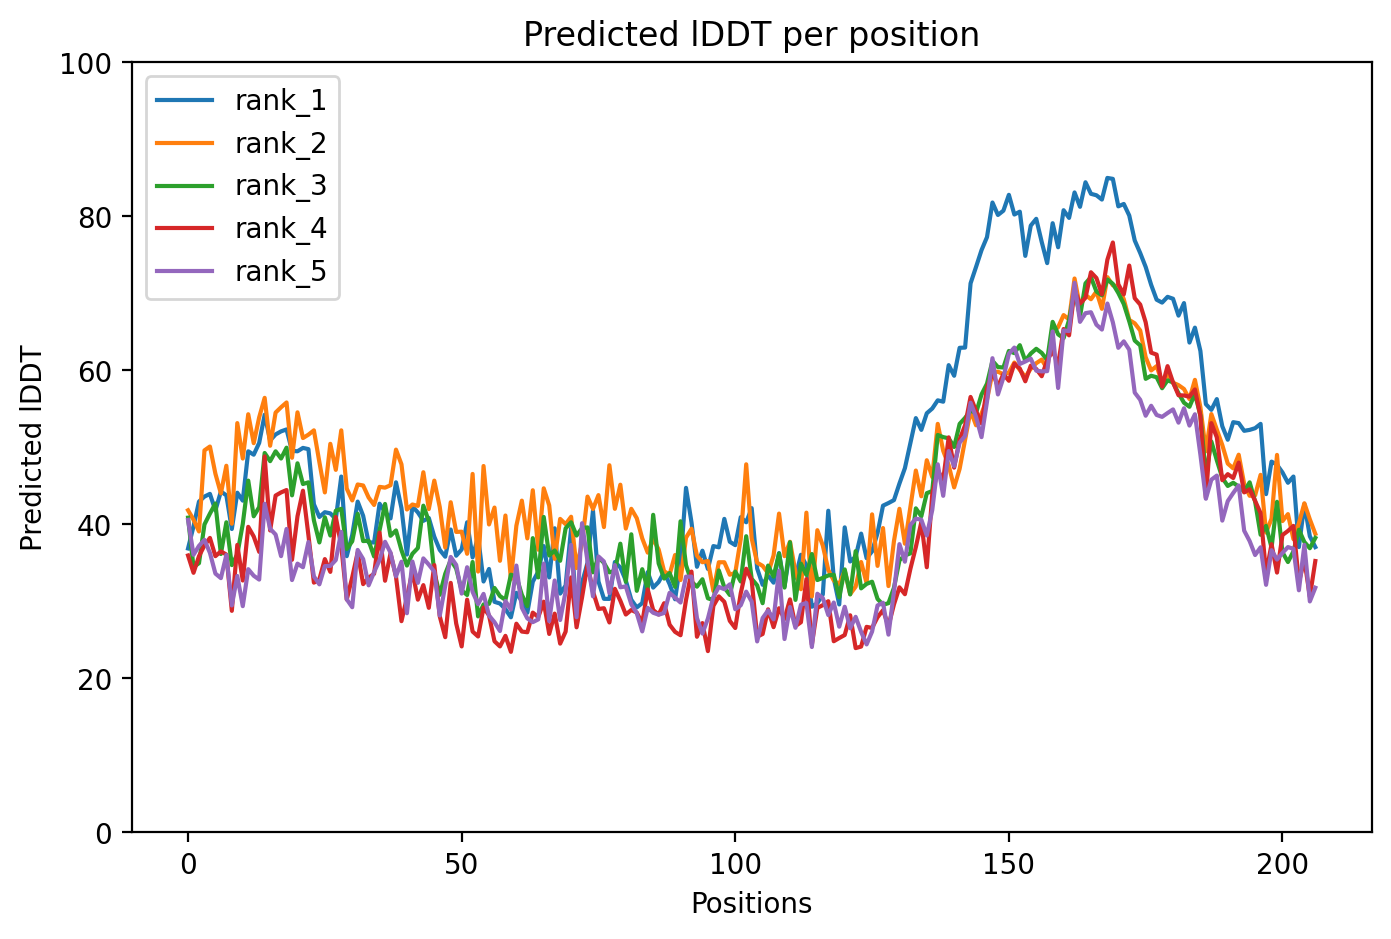 Predicted lDDT per position
100
80
60
40
20
0
Predicted lDDT
rank_1
rank_2
rank_3
rank_4
rank_5
0 50 100 150 200
Positions